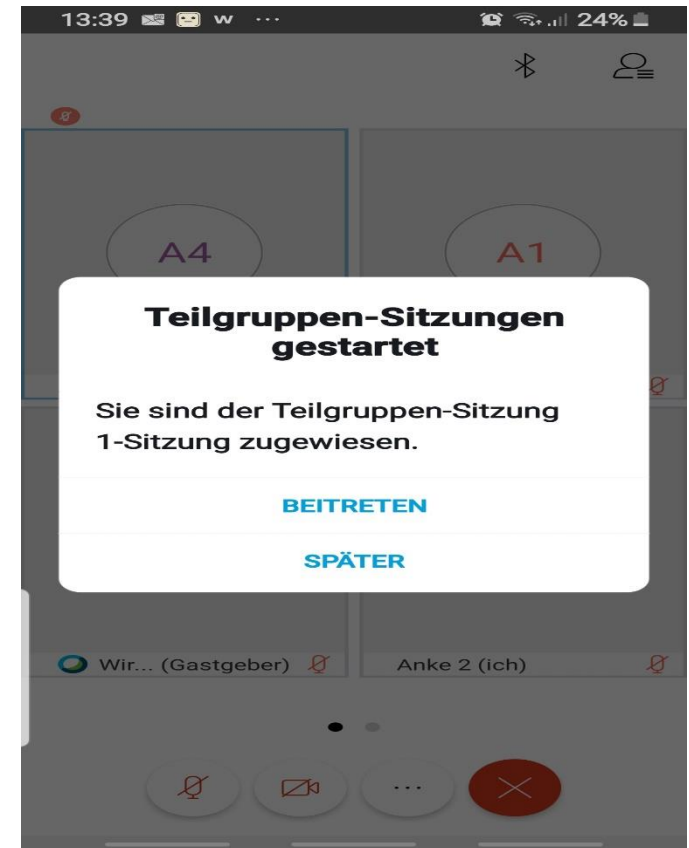 13:39 w ... 24%
A4
A1
Teilgruppen-Sitzungen
gestartet
Sie sind der Teilgruppen-Sitzung
1-Sitzung zugewiesen.
BEITRETEN
SPÄTER
Wir... (Gastgeber)
Anke 2 (ich)